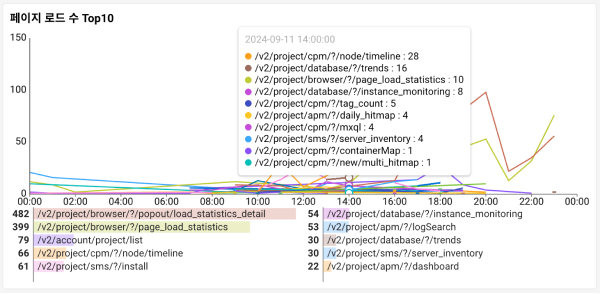 페이지 로드 수 Top10
2024-09-11 14:00:00
/v2/project/cpm/?/node/timeline : 28
/v2/project/database/?/trends : 16
/v2/project/browser/?/page_load_statistics : 10
/v2/project/database/?/instance_monitoring : 8
/v2/project/cpm/?/tag_count : 5
/v2/project/apm/?/daily_hitmap : 4
/v2/project/cpm/?/mxql : 4
/v2/project/sms/?/server_inventory : 4
/v2/project/cpm/?/containerMap : 1
/v2/project/cpm/?/new/multi_hitmap : 1
150
100
50
0
00:00 02:00 04:00 06:00 08:00 10:00 12:00 14:00 16:00 18:00 20:00 22:00 00:00
482 /v2/project/browser/?/popout/load_statistics_detail
399 /v2/project/browser/?/page_load_statistics
79 /v2/account/project/list
66 /v2/project/cpm/?/node/timeline
61 /v2/project/sms/?/install
54 /v2/project/database/?/instance_monitoring
53 /v2/project/apm/?/logSearch
30 /v2/project/database/?/trends
30 /v2/project/sms/?/server_inventory
22 /v2/project/apm/?/dashboard